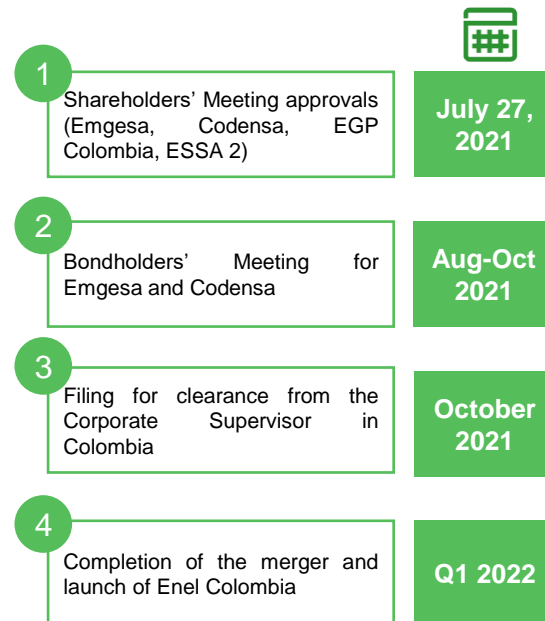 1
Shareholders’ Meeting approvals
(Emgesa, Codensa, EGP
Colombia, ESSA 2)
July 27,
2021
2
Bondholders’ Meeting for
Emgesa and Codensa
Aug-Oct
2021
3
Filing for clearance from the
Corporate Supervisor in
Colombia
October
2021
4
Completion of the merger and
launch of Enel Colombia
Q1 2022